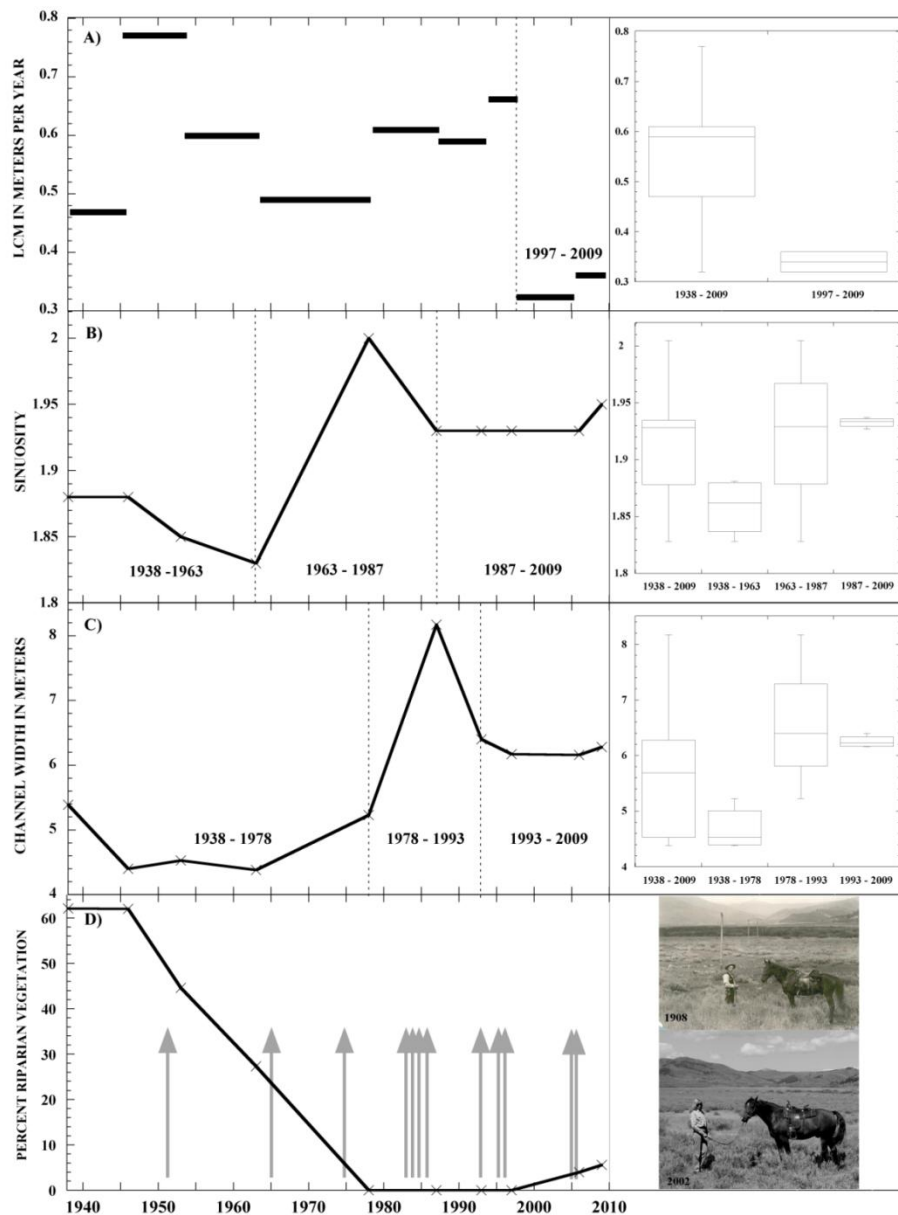 A)
LCM IN METERS PER YEAR
0.8
0.7
0.6
0.5
0.4
0.3
1997 - 2009
0.8
0.7
0.6
0.5
0.4
0.3
1938 - 2009 1997 - 2009
B)
SINUOSITY
2
1.95
1.9
1.85
1.8
1938 -1963 1963 - 1987 1987 - 2009
2
1.95
1.9
1.85
1.8
1938 - 2009 1938 - 1963 1963 - 1987 1987 - 2009
C)
CHANNEL WIDTH IN METERS
8
7
6
5
4
1938 - 1978 1978 - 1993 1993 - 2009
8
7
6
5
4
1938 - 2009 1938 - 1978 1978 - 1993 1993 - 2009
D)
PERCENT RIPARIAN VEGETATION
60
50
40
30
20
10
0
1940 1950 1960 1970 1980 1990 2000 2010
1908
2002